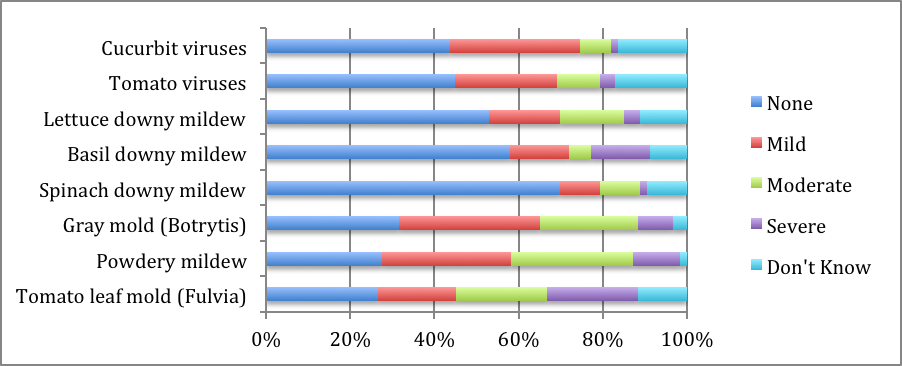 Cucurbit viruses
Tomato viruses
Lettuce downy mildew
Basil downy mildew
Spinach downy mildew
Gray mold (Botrytis)
Powdery mildew
Tomato leaf mold (Fulvia)
0% 20% 40% 60% 80% 100%
None
Mild
Moderate
Severe
Don't Know